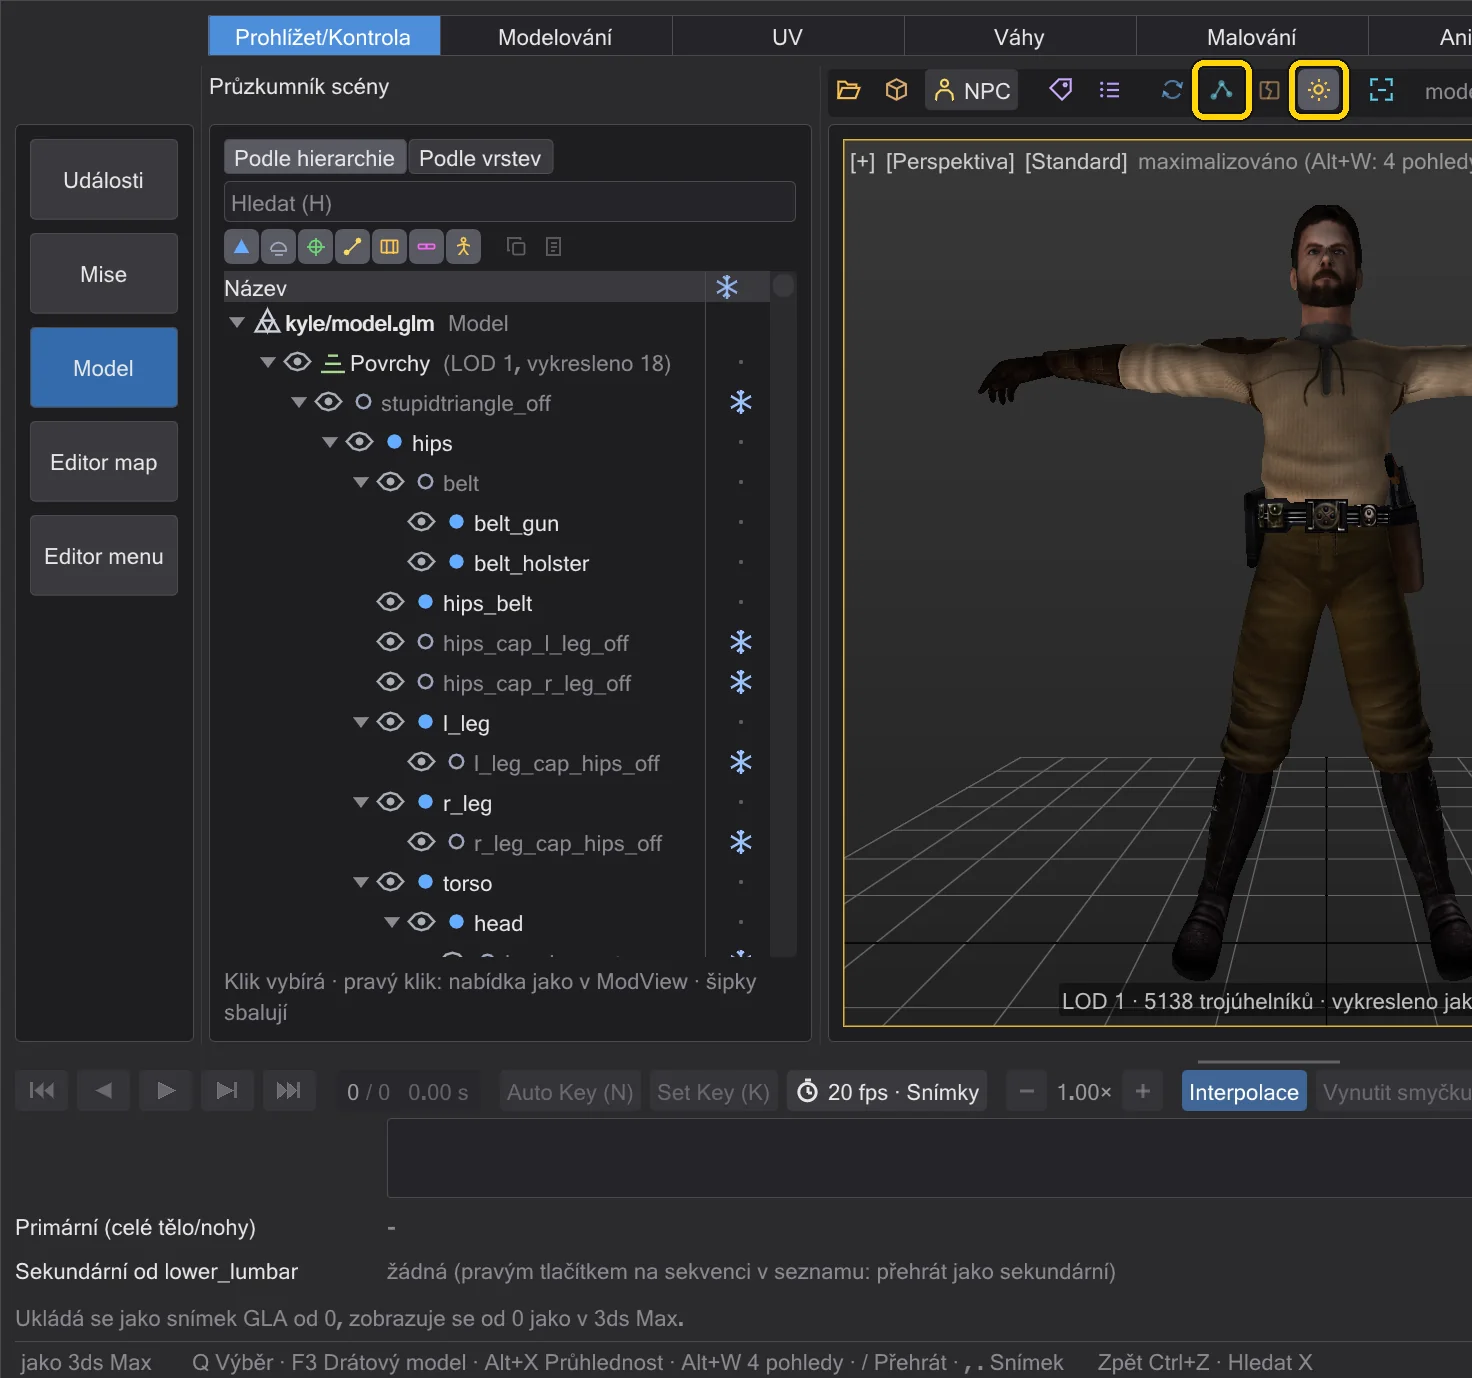 Prohlížet/Kontrola
Modelování
UV
Váhy
Malování
Průzkumník scény
NPC
Události
Mise
Model
Editor map
Editor menu
Podle hierarchie
Podle vrstev
Hledat (H)
Název
kyle/model.glm Model
Povrchy (LOD 1, vykresleno 18)
stupidtriangle_off
hips
belt
belt_gun
belt_holster
hips_belt
hips_cap_l_leg_off
hips_cap_r_leg_off
l_leg
l_leg_cap_hips_off
r_leg
r_leg_cap_hips_off
torso
head
Klik vybírá · pravý klik: nabídka jako v ModView · šipky
sbalují
[+] [Perspektiva] [Standard] maximalizováno (Alt+W: 4 pohledy
LOD 1 · 5138 trojúhelníků · vykresleno jak
0 / 0 0.00 s
Auto Key (N)
Set Key (K)
20 fps · Snímky
− 1.00× +
Interpolace
Vynutit smyčku
Primární (celé tělo/nohy) -
Sekundární od lower_lumbar žádná (pravým tlačítkem na sekvenci v seznamu: přehrát jako sekundární)
Ukládá se jako snímek GLA od 0, zobrazuje se od 0 jako v 3ds Max.
jako 3ds Max Q Výběr · F3 Drátový model · Alt+X Průhlednost · Alt+W 4 pohledy · / Přehrát · , . Snímek Zpět Ctrl+Z · Hledat X